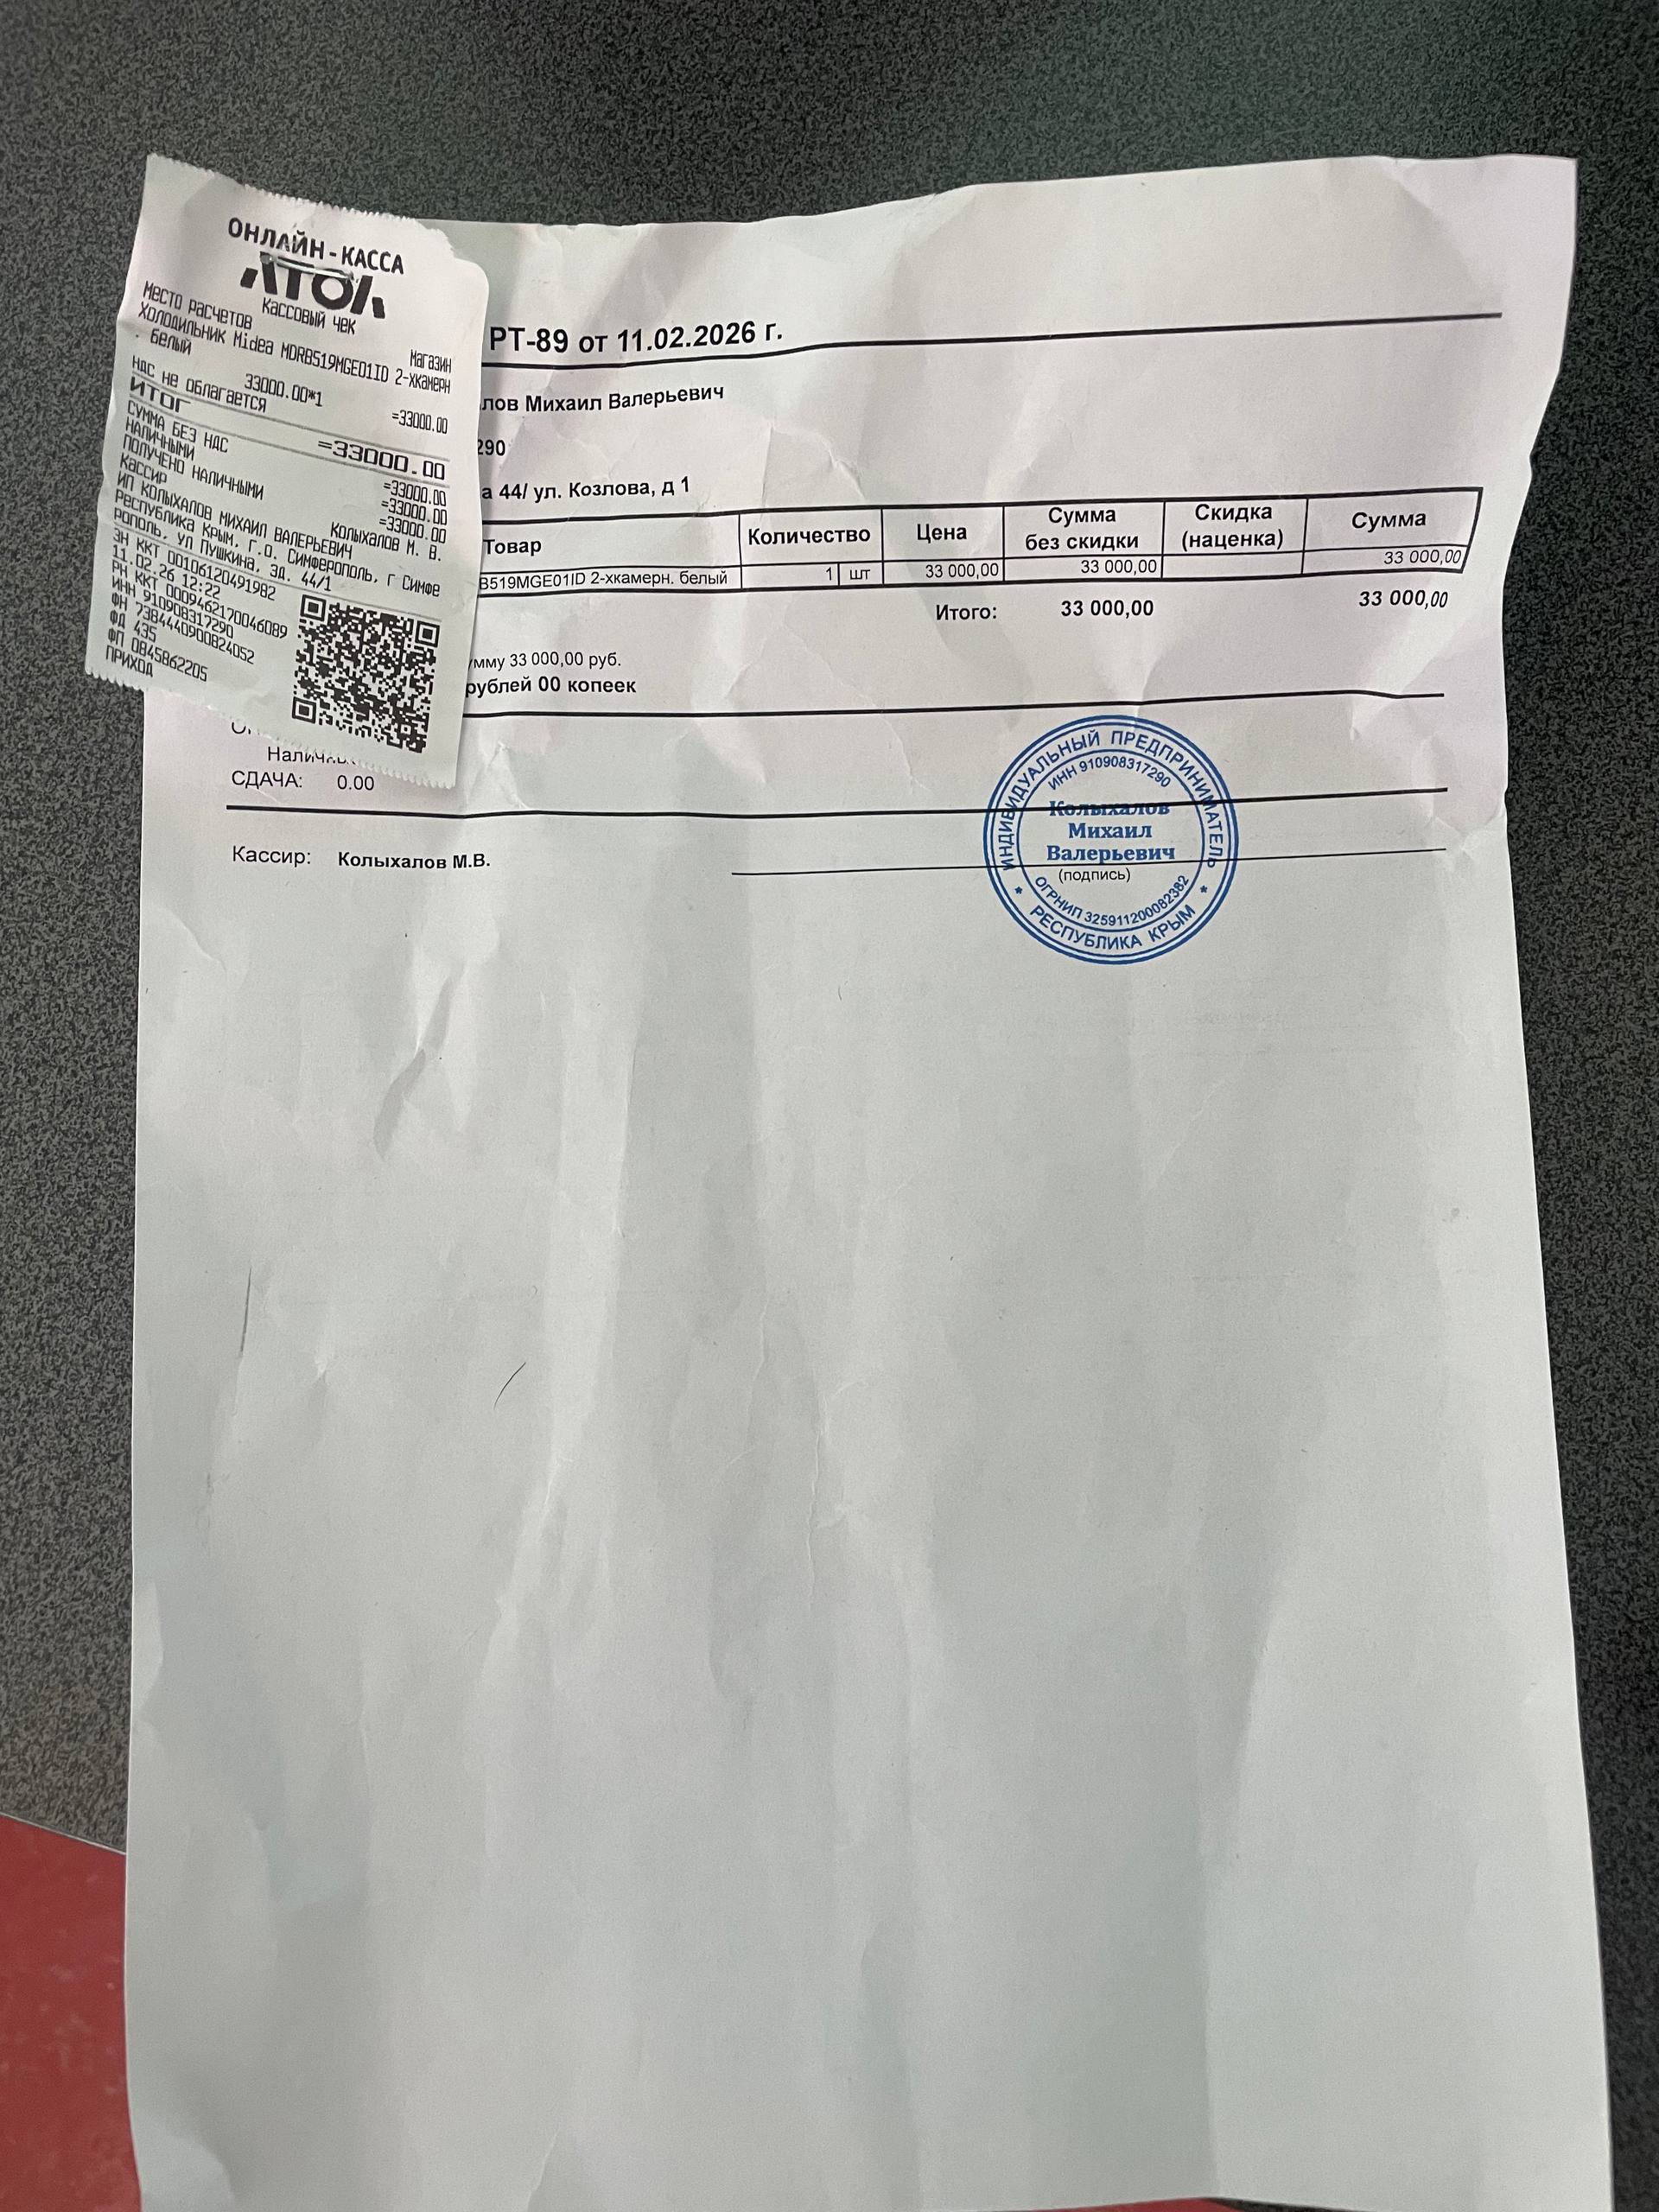 ОНЛАЙН-КАССА
АТОЛ
Кассовый чек
Место расчетов Магазин
Холодильник Midea MDRB519MGE01ID 2-хкамерн
. белый
33000.00*1 =33000.00
НДС не облагается
ИТОГ =33000.00
СУММА БЕЗ НДС =33000.00
НАЛИЧНЫМИ =33000.00
ПОЛУЧЕНО НАЛИЧНЫМИ =33000.00
Кассир Колыхалов М. В.
ИП КОЛЫХАЛОВ МИХАИЛ ВАЛЕРЬЕВИЧ
Республика Крым, г.о. Симферополь, г Симфе
рополь, ул Пушкина, зд. 44/1
ЗН ККТ 00106120491982
11.02.26 12:22
РН ККТ 0009462170046089
ИНН 910908317290
ФН 7384440900824052
ФД 435
ФП 0845862205
ПРИХОД
РТ-89 от 11.02.2026 г.
лов Михаил Валерьевич
290
а 44/ ул. Козлова, д 1
Товар Количество Цена Сумма без скидки Скидка (наценка) Сумма
B519MGE01ID 2-хкамерн. белый 1 шт 33 000,00 33 000,00 33 000,00
Итого: 33 000,00 33 000,00
умму 33 000,00 руб.
рублей 00 копеек
СДАЧА: 0.00
Кассир: Колыхалов М.В.
(подпись)
ИНДИВИДУАЛЬНЫЙ ПРЕДПРИНИМАТЕЛЬ
ИНН 910908317290
Колыхалов
Михаил
Валерьевич
ОГРНИП 325911200082382
* РЕСПУБЛИКА КРЫМ *